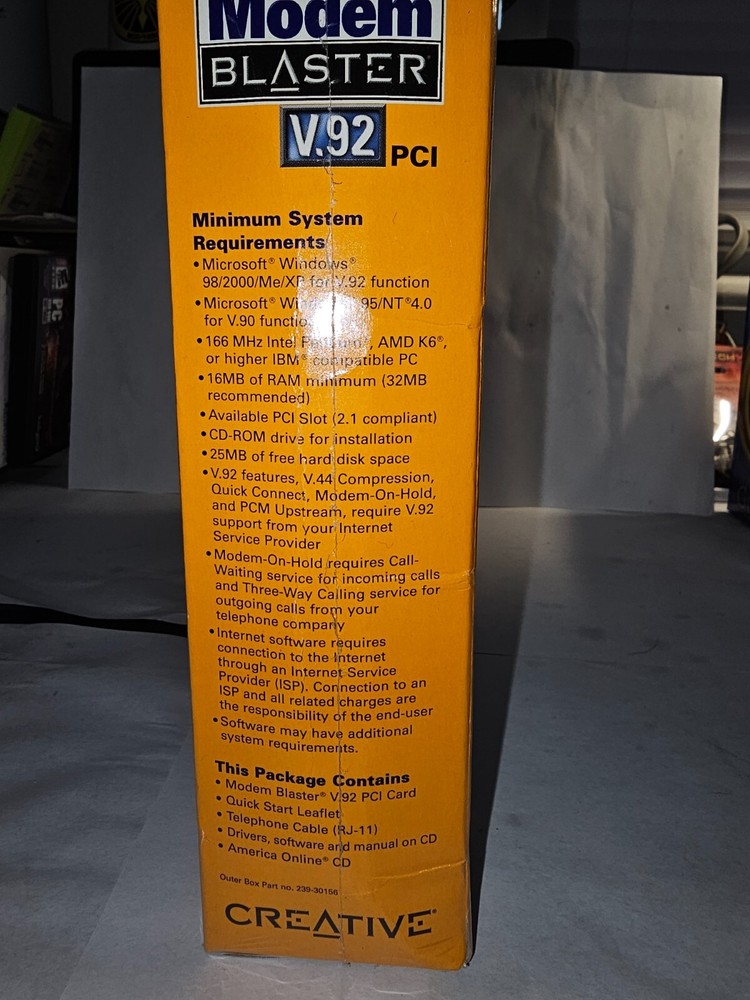 Modem
BLASTER®
V.92 PCI
Minimum System
Requirements
• Microsoft® Windows®
98/2000/Me/XP for V.92 function
• Microsoft® 95/NT®4.0
for V.90 function
• 166 MHz Intel Pentium®, AMD K6®,
or higher IBM® compatible PC
• 16MB of RAM minimum (32MB
recommended)
• Available PCI Slot (2.1 compliant)
• CD-ROM drive for installation
• 25MB of free hard disk space
• V.92 features, V.44 Compression,
Quick Connect, Modem-On-Hold,
and PCM Upstream, require V.92
support from your Internet
Service Provider
• Modem-On-Hold requires Call-
Waiting service for incoming calls
and Three-Way Calling service for
outgoing calls from your
telephone company
• Internet software requires
connection to the Internet
through an Internet Service
Provider (ISP). Connection to an
ISP and all related charges are
the responsibility of the end-user
• Software may have additional
system requirements.
This Package Contains
• Modem Blaster® V.92 PCI Card
• Quick Start Leaflet
• Telephone Cable (RJ-11)
• Drivers, software and manual on CD
• America Online® CD
Outer Box Part no. 239-30156
CREATIVE®
PC